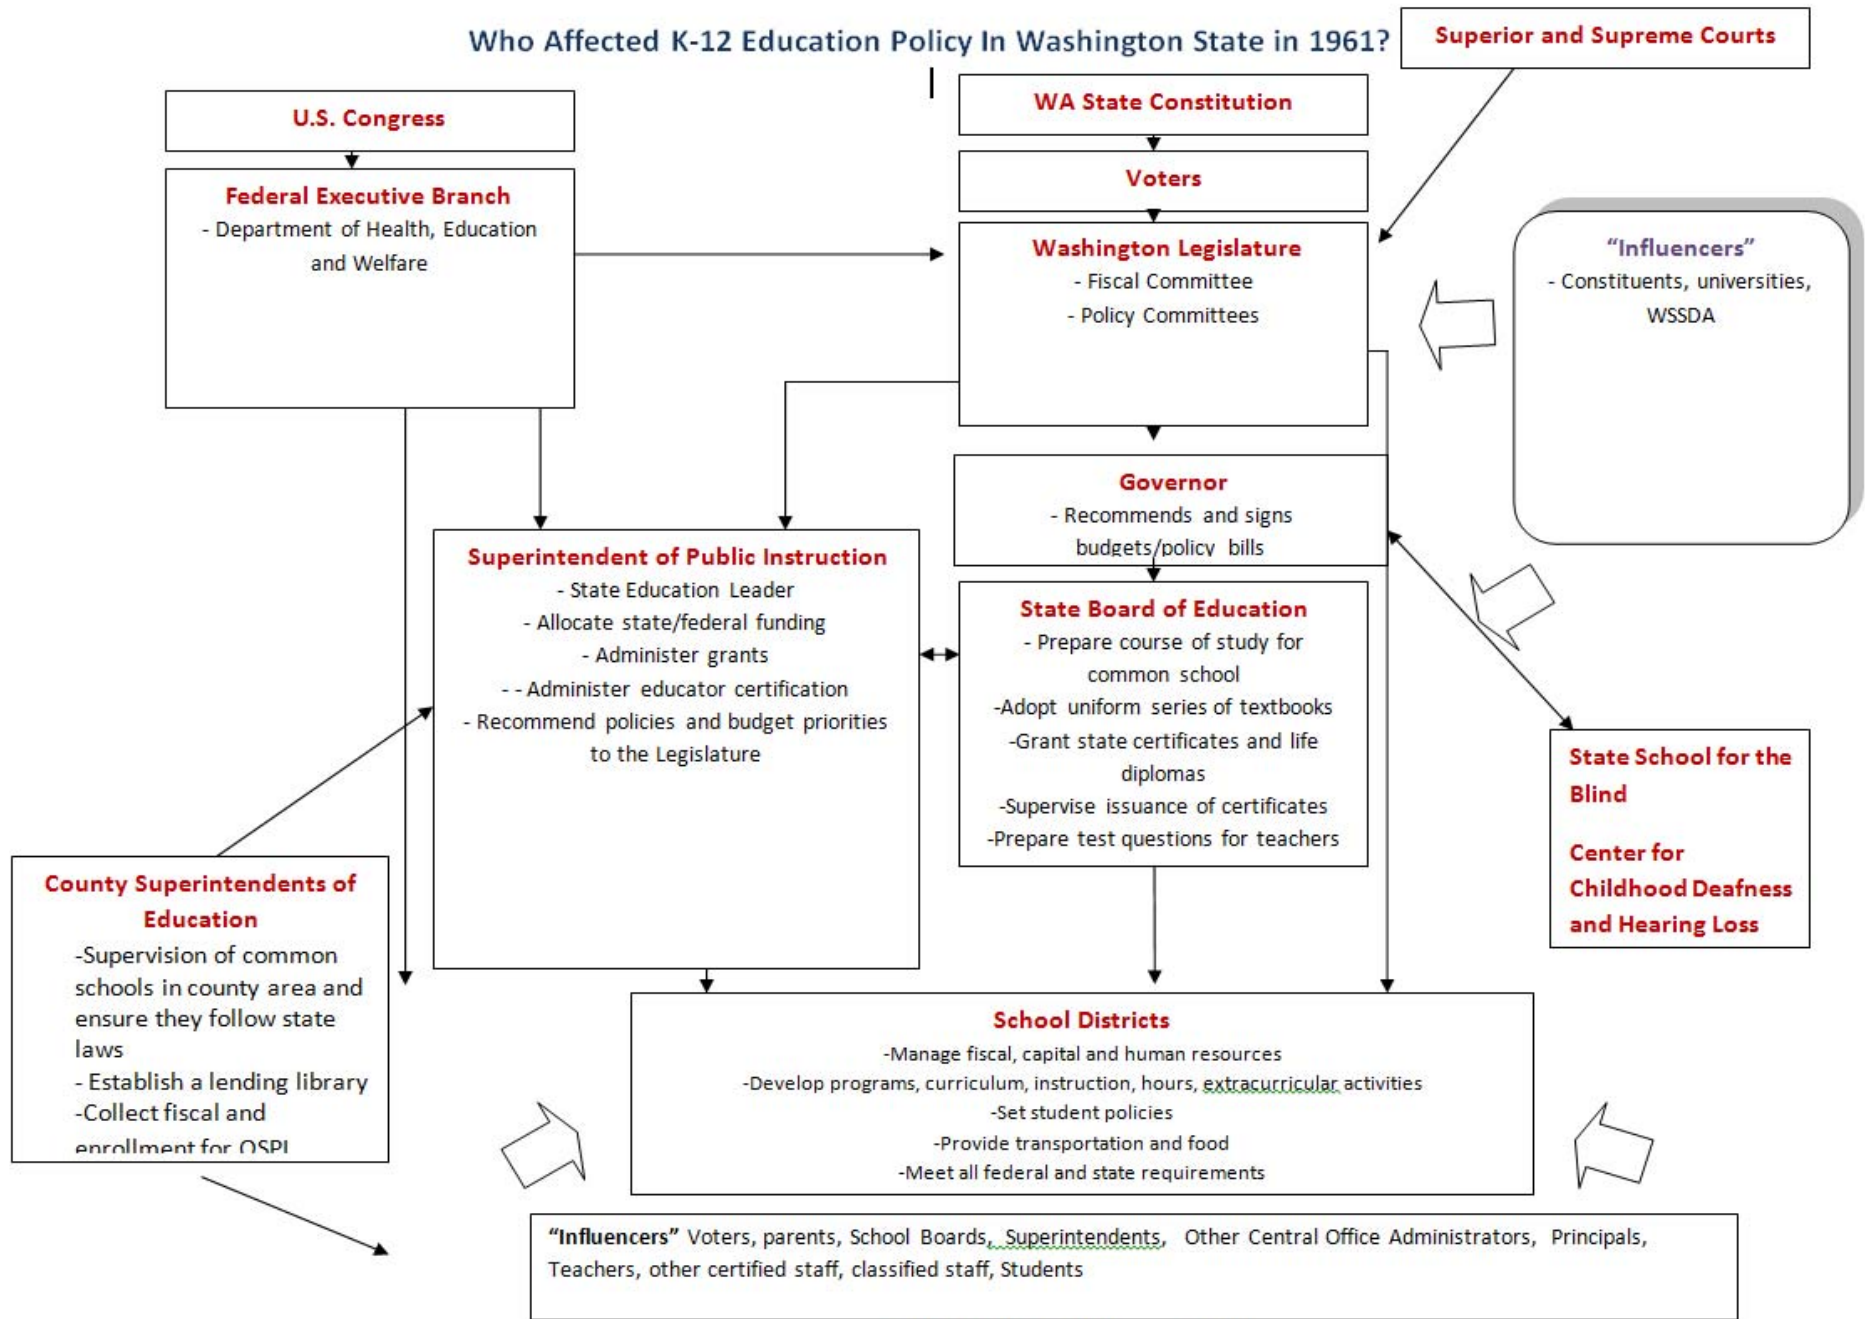 Who Affected K-12 Education Policy In Washington State in 1961?
Superior and Supreme Courts
U.S. Congress
WA State Constitution
Federal Executive Branch
- Department of Health, Education
and Welfare
Voters
Washington Legislature
- Fiscal Committee
- Policy Committees
“Influencers”
- Constituents, universities,
WSSDA
Governor
- Recommends and signs
budgets/policy bills
Superintendent of Public Instruction
- State Education Leader
- Allocate state/federal funding
- Administer grants
- - Administer educator certification
- Recommend policies and budget priorities
to the Legislature
State Board of Education
- Prepare course of study for
common school
-Adopt uniform series of textbooks
-Grant state certificates and life
diplomas
-Supervise issuance of certificates
-Prepare test questions for teachers
State School for the
Blind
Center for
Childhood Deafness
and Hearing Loss
County Superintendents of
Education
-Supervision of common
schools in county area and
ensure they follow state
laws
- Establish a lending library
-Collect fiscal and
enrollment for OSPI
School Districts
-Manage fiscal, capital and human resources
-Develop programs, curriculum, instruction, hours, extracurricular activities
-Set student policies
-Provide transportation and food
-Meet all federal and state requirements
“Influencers” Voters, parents, School Boards, Superintendents, Other Central Office Administrators, Principals,
Teachers, other certified staff, classified staff, Students